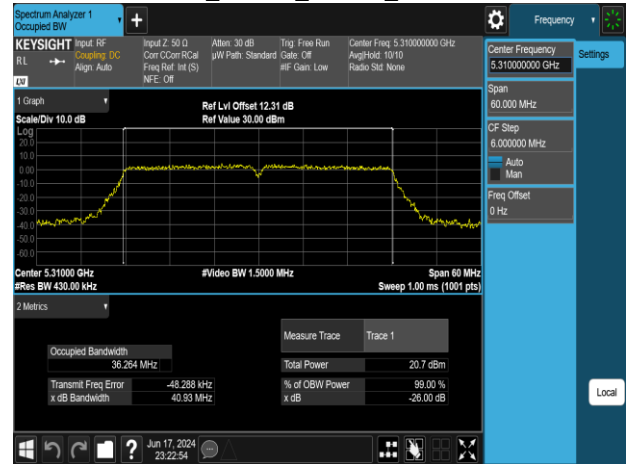 Spectrum Analyzer 1
Occupied BW
Frequency
KEYSIGHT
RL
LXI
Input: RF
Coupling: DC
Align: Auto
Input Z: 50 Ω
Corr CCorr RCal
Freq Ref: Int (S)
NFE: Off
Atten: 30 dB
µW Path: Standard
Trig: Free Run
Gate: Off
#IF Gain: Low
Center Freq: 5.310000000 GHz
Avg|Hold: 10/10
Radio Std: None
Center Frequency
5.310000000 GHz
Settings
Span
60.000 MHz
CF Step
6.000000 MHz
Auto
Man
Freq Offset
0 Hz
1 Graph
Scale/Div 10.0 dB
Ref Lvl Offset 12.31 dB
Ref Value 30.00 dBm
Log
20.0
10.0
0.00
-10.0
-20.0
-30.0
-40.0
-50.0
-60.0
Center 5.31000 GHz
#Res BW 430.00 kHz
#Video BW 1.5000 MHz
Span 60 MHz
Sweep 1.00 ms (1001 pts)
2 Metrics
Measure Trace Trace 1
Occupied Bandwidth
36.264 MHz
Total Power 20.7 dBm
Transmit Freq Error -48.288 kHz
% of OBW Power 99.00 %
x dB Bandwidth 40.93 MHz
x dB -26.00 dB
Local
Jun 17, 2024
23:22:54